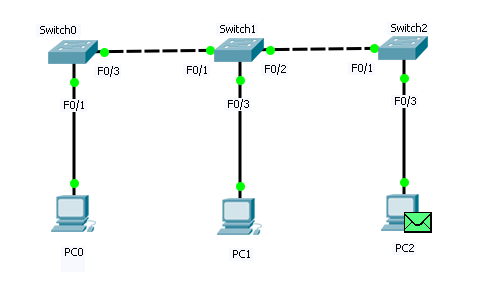 Switch0
Switch1
Switch2
F0/3
F0/1
F0/2
F0/1
F0/1
F0/3
F0/3
PC0
PC1
PC2